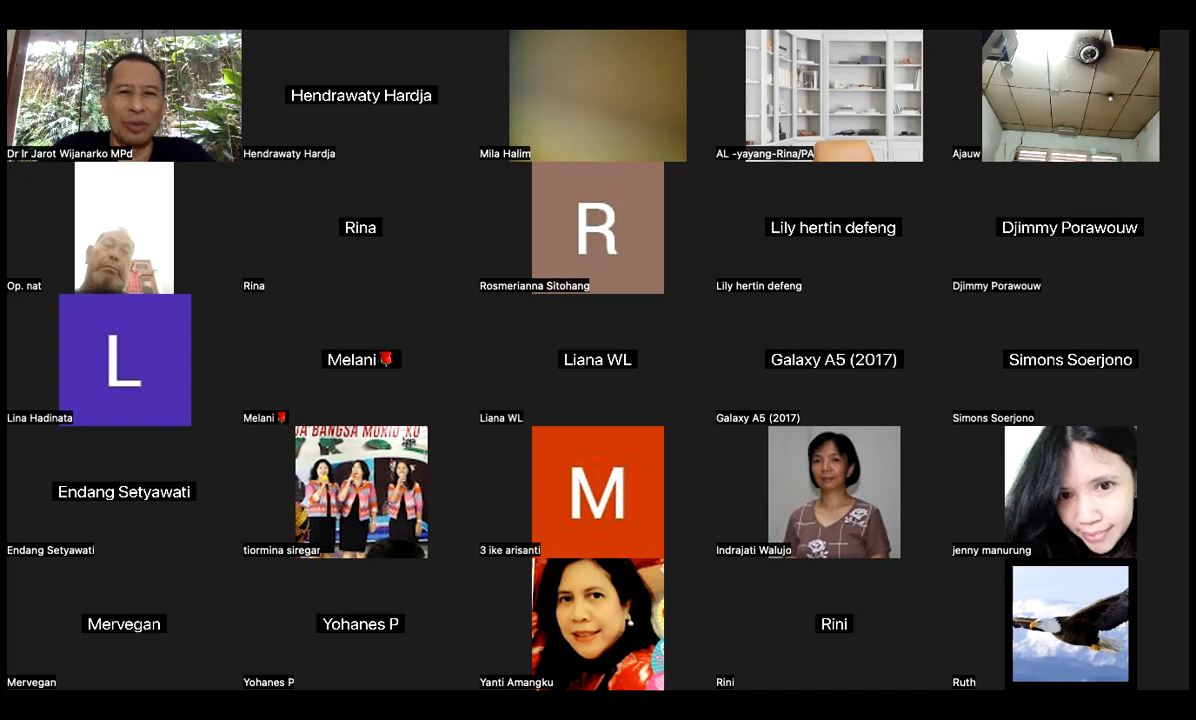 Dr Ir Jarot Wijanarko MPd
Hendrawaty Hardja
Hendrawaty Hardja
Mila Halim
AL -yayang-Rina/PA
Ajauw
Op. nat
Rina
Rina
R
Rosmerianna Sitohang
Lily hertin defeng
Lily hertin defeng
Djimmy Porawouw
Djimmy Porawouw
L
Lina Hadinata
Melani🌹
Melani🌹
Liana WL
Liana WL
Galaxy A5 (2017)
Galaxy A5 (2017)
Simons Soerjono
Simons Soerjono
Endang Setyawati
Endang Setyawati
JA BANGSA MURID-KU
tiormina siregar
M
3 ike arisanti
Indrajati Walujo
jenny manurung
Mervegan
Mervegan
Yohanes P
Yohanes P
Yanti Amangku
Rini
Rini
Ruth